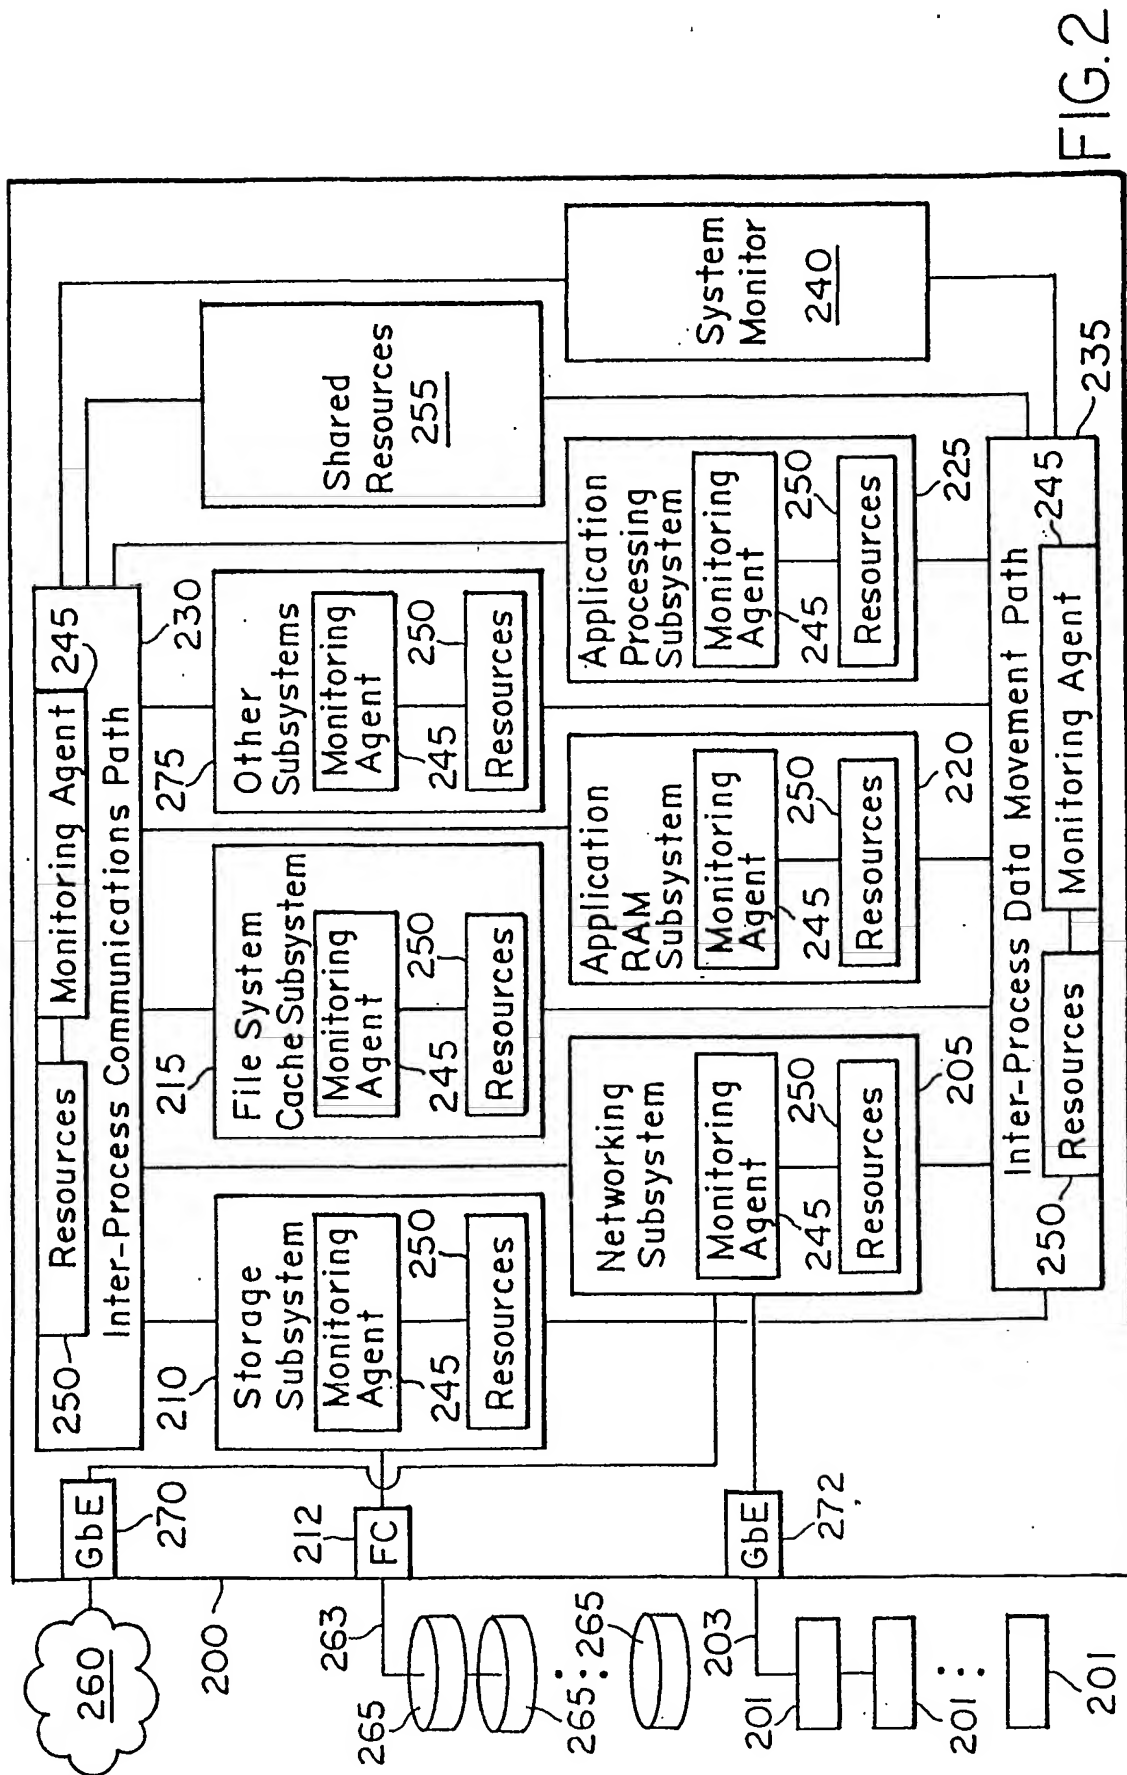 250
Resources
Monitoring Agent
245
Inter-Process Communications Path
230
GbE
270
260
200
210
Storage
Subsystem
Monitoring
Agent
245
250
Resources
215
File System
Cache Subsystem
Monitoring
Agent
245
250
Resources
275
Other
Subsystems
Monitoring
Agent
245
250
Resources
Shared
Resources
255
212
FC
263
265
265
265
Networking
Subsystem
Monitoring
Agent
245
250
Resources
205
Application
RAM
Subsystem
Monitoring
Agent
245
250
Resources
220
Application
Processing
Subsystem
Monitoring
Agent
245
250
Resources
225
System
Monitor
240
GbE
272
203
201
201
201
Inter-Process Data Movement Path
250
Resources
Monitoring Agent
245
235
FIG.2